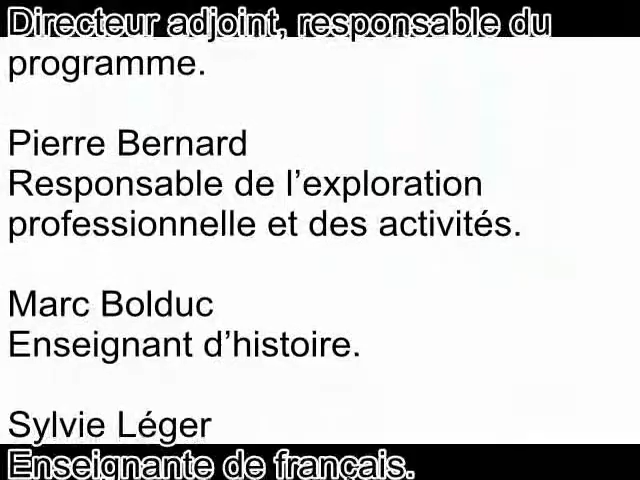 Directeur adjoint, responsable du
programme.
Pierre Bernard
Responsable de l’exploration
professionnelle et des activités.
Marc Bolduc
Enseignant d’histoire.
Sylvie Léger
Enseignante de français.